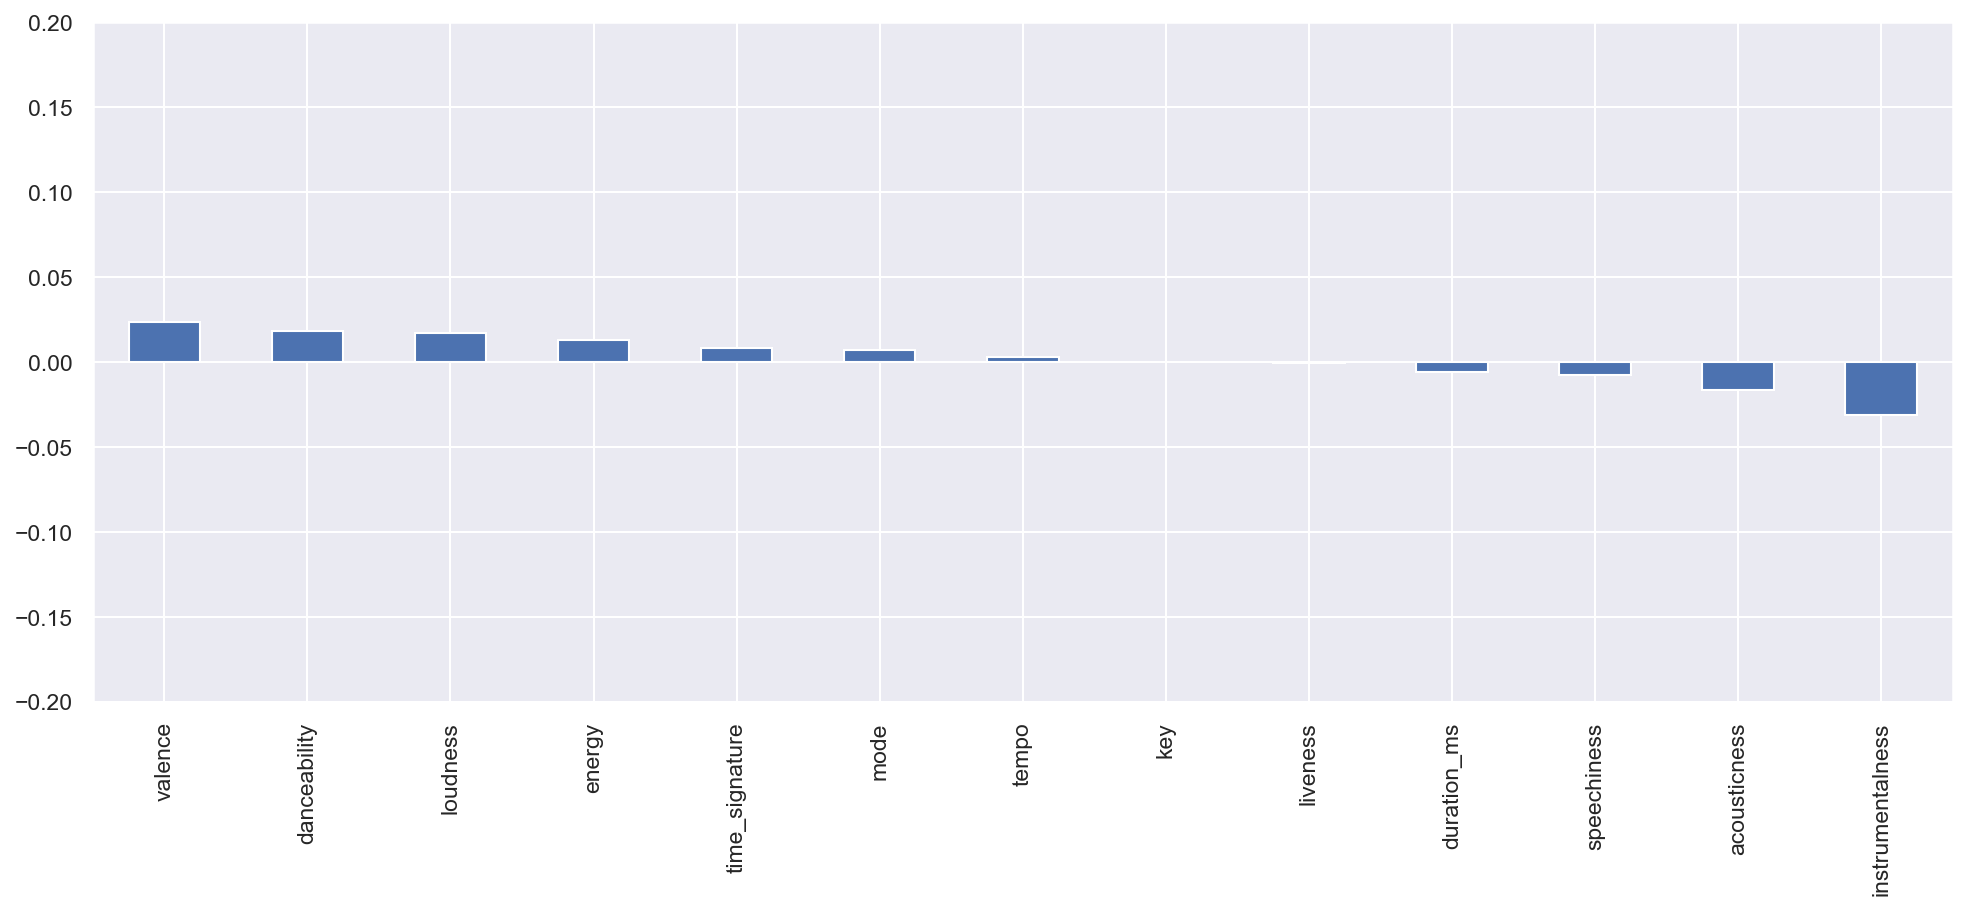 0.20
0.15
0.10
0.05
0.00
−0.05
−0.10
−0.15
−0.20
valence
danceability
loudness
energy
time_signature
mode
tempo
key
liveness
duration_ms
speechiness
acousticness
instrumentalness